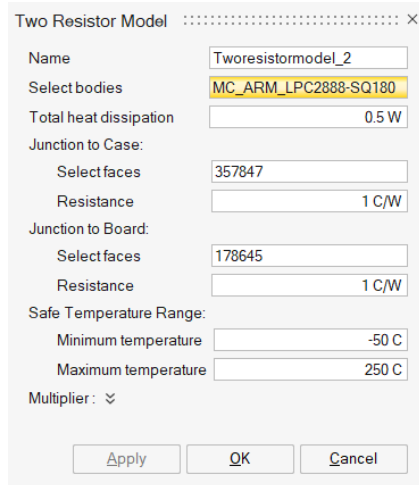 Two Resistor Model
Name Tworesistormodel_2
Select bodies MC_ARM_LPC2888-SQ180
Total heat dissipation 0.5 W
Junction to Case:
Select faces 357847
Resistance 1 C/W
Junction to Board:
Select faces 178645
Resistance 1 C/W
Safe Temperature Range:
Minimum temperature -50 C
Maximum temperature 250 C
Multiplier :
Apply OK Cancel